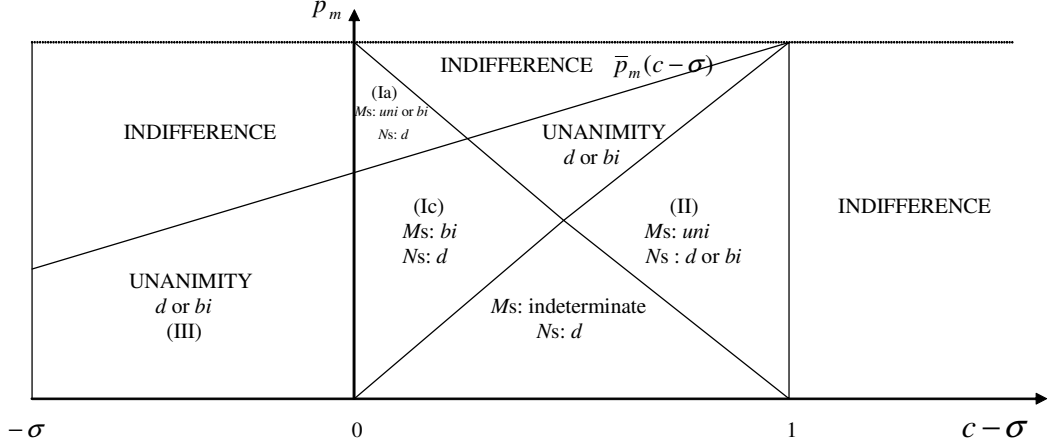 p_m
INDIFFERENCE p̄_m(c − σ)
(Ia)
Ms: uni or bi
Ns: d
INDIFFERENCE
UNANIMITY
d or bi
(Ic)
Ms: bi
Ns: d
(II)
Ms: uni
Ns : d or bi
INDIFFERENCE
UNANIMITY
d or bi
(III)
Ms: indeterminate
Ns: d
− σ 0 1 c − σ